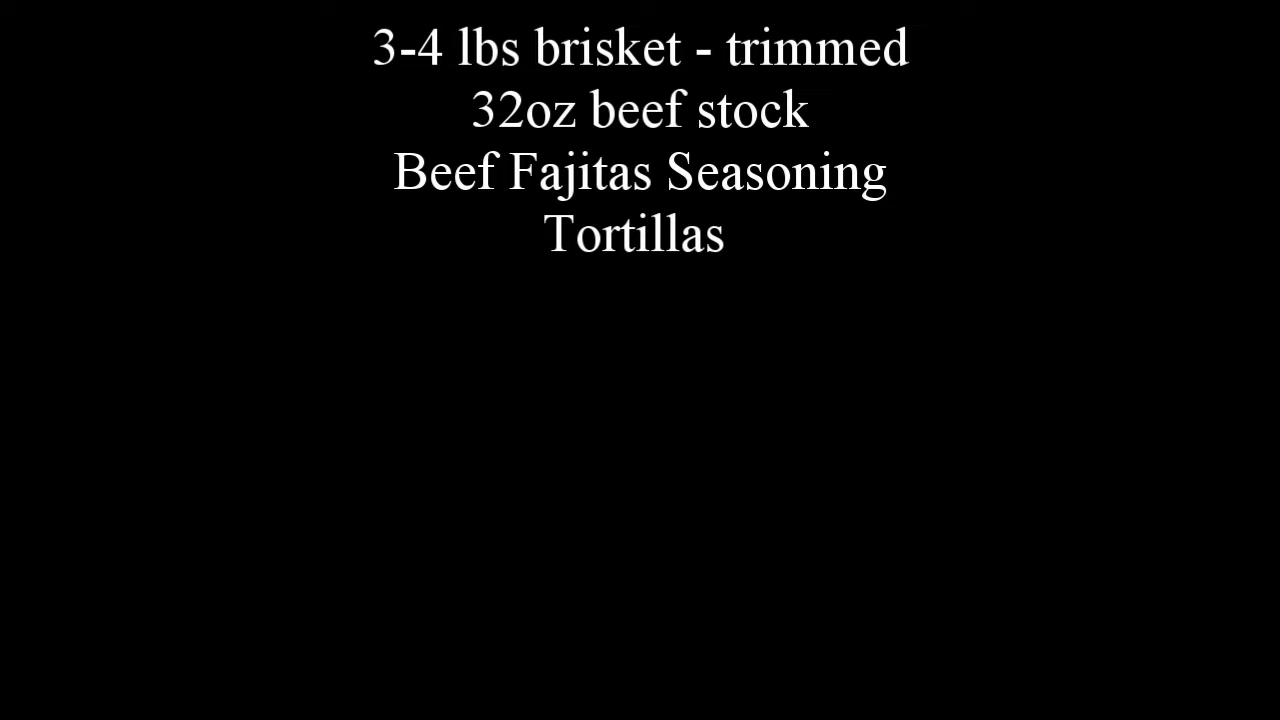 3-4 lbs brisket - trimmed
32oz beef stock
Beef Fajitas Seasoning
Tortillas